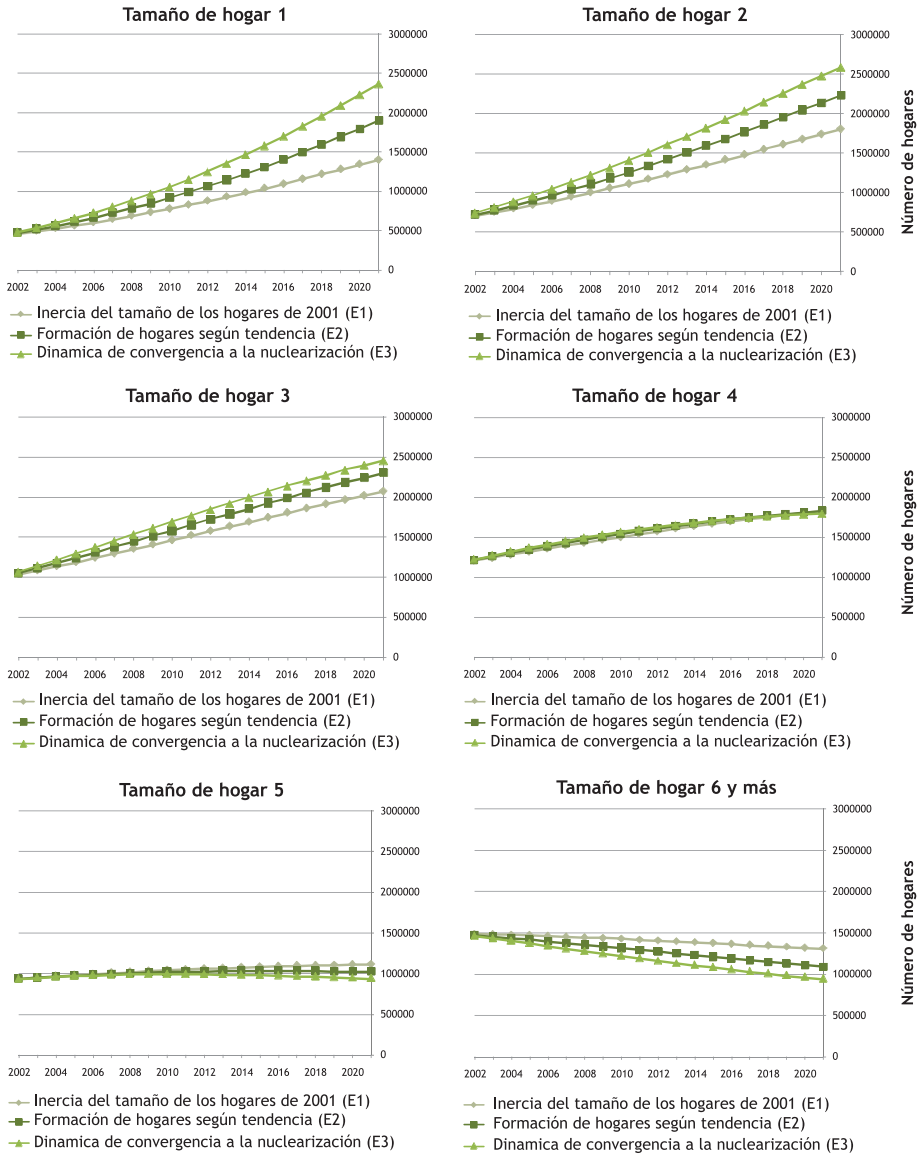 Tamaño de hogar 1
3000000
2500000
2000000
1500000
1000000
500000
0
2002 2004 2006 2008 2010 2012 2014 2016 2018 2020
Inercia del tamaño de los hogares de 2001 (E1)
Formación de hogares según tendencia (E2)
Dinamica de convergencia a la nuclearización (E3)
Tamaño de hogar 2
3000000
2500000
2000000
1500000
1000000
500000
0
Número de hogares
2002 2004 2006 2008 2010 2012 2014 2016 2018 2020
Inercia del tamaño de los hogares de 2001 (E1)
Formación de hogares según tendencia (E2)
Dinamica de convergencia a la nuclearización (E3)
Tamaño de hogar 3
3000000
2500000
2000000
1500000
1000000
500000
0
2002 2004 2006 2008 2010 2012 2014 2016 2018 2020
Inercia del tamaño de los hogares de 2001 (E1)
Formación de hogares según tendencia (E2)
Dinamica de convergencia a la nuclearización (E3)
Tamaño de hogar 4
3000000
2500000
2000000
1500000
1000000
500000
0
Número de hogares
2002 2004 2006 2008 2010 2012 2014 2016 2018 2020
Inercia del tamaño de los hogares de 2001 (E1)
Formación de hogares según tendencia (E2)
Dinamica de convergencia a la nuclearización (E3)
Tamaño de hogar 5
3000000
2500000
2000000
1500000
1000000
500000
0
2002 2004 2006 2008 2010 2012 2014 2016 2018 2020
Inercia del tamaño de los hogares de 2001 (E1)
Formación de hogares según tendencia (E2)
Dinamica de convergencia a la nuclearización (E3)
Tamaño de hogar 6 y más
3000000
2500000
2000000
1500000
1000000
500000
0
Número de hogares
2002 2004 2006 2008 2010 2012 2014 2016 2018 2020
Inercia del tamaño de los hogares de 2001 (E1)
Formación de hogares según tendencia (E2)
Dinamica de convergencia a la nuclearización (E3)